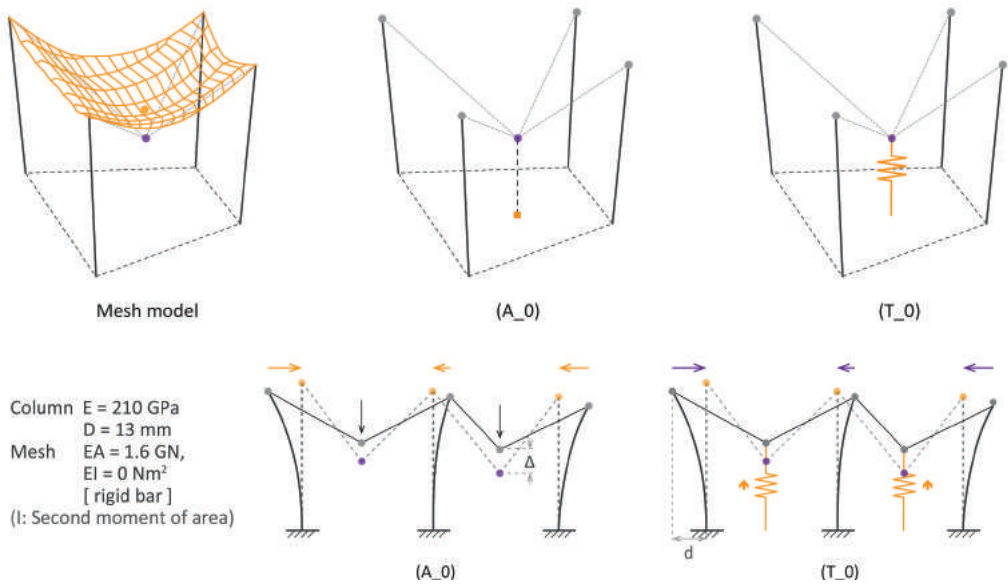 Mesh model
(A_0)
(T_0)
Column E = 210 GPa
D = 13 mm
Mesh EA = 1.6 GN,
EI = 0 Nm²
[ rigid bar ]
(I: Second moment of area)
Δ
d
(A_0)
(T_0)